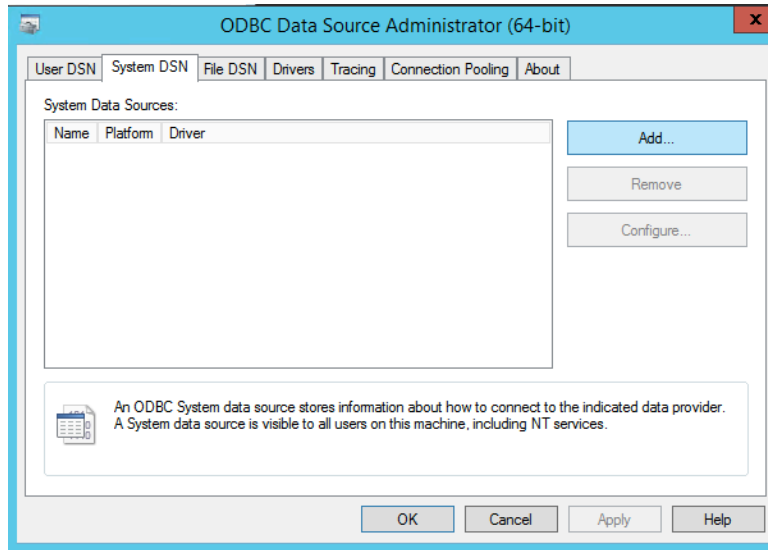 ODBC Data Source Administrator (64-bit)
x
User DSN System DSN File DSN Drivers Tracing Connection Pooling About
System Data Sources:
Name Platform Driver
Add...
Remove
Configure...
An ODBC System data source stores information about how to connect to the indicated data provider.
A System data source is visible to all users on this machine, including NT services.
OK Cancel Apply Help